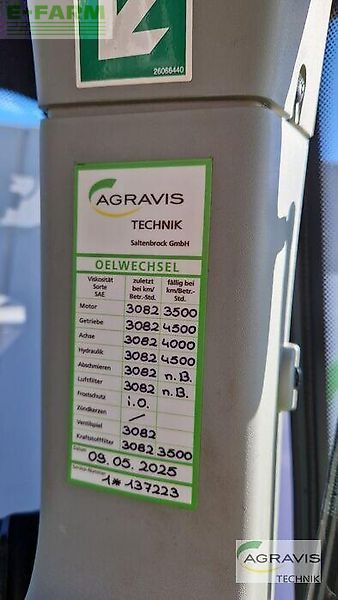 E-FARM
26066440
AGRAVIS
TECHNIK
Saltenbrock GmbH
OELWECHSEL
Viskosität Sorte SAE zuletzt bei km/ Betr.-Std. fällig bei km/Betr.-Std.
Motor 3082 3500
Getriebe 3082 4500
Achse 3082 4000
Hydraulik 3082 4500
Abschmieren 3082 n.B.
Luftfilter 3082 n.B.
Frostschutz i.O.
Zündkerzen /
Ventilspiel 3082
Kraftstofffilter 3082 3500
Datum 09.05.2025
Service-Nummer 1* 137223
AGRAVIS
TECHNIK